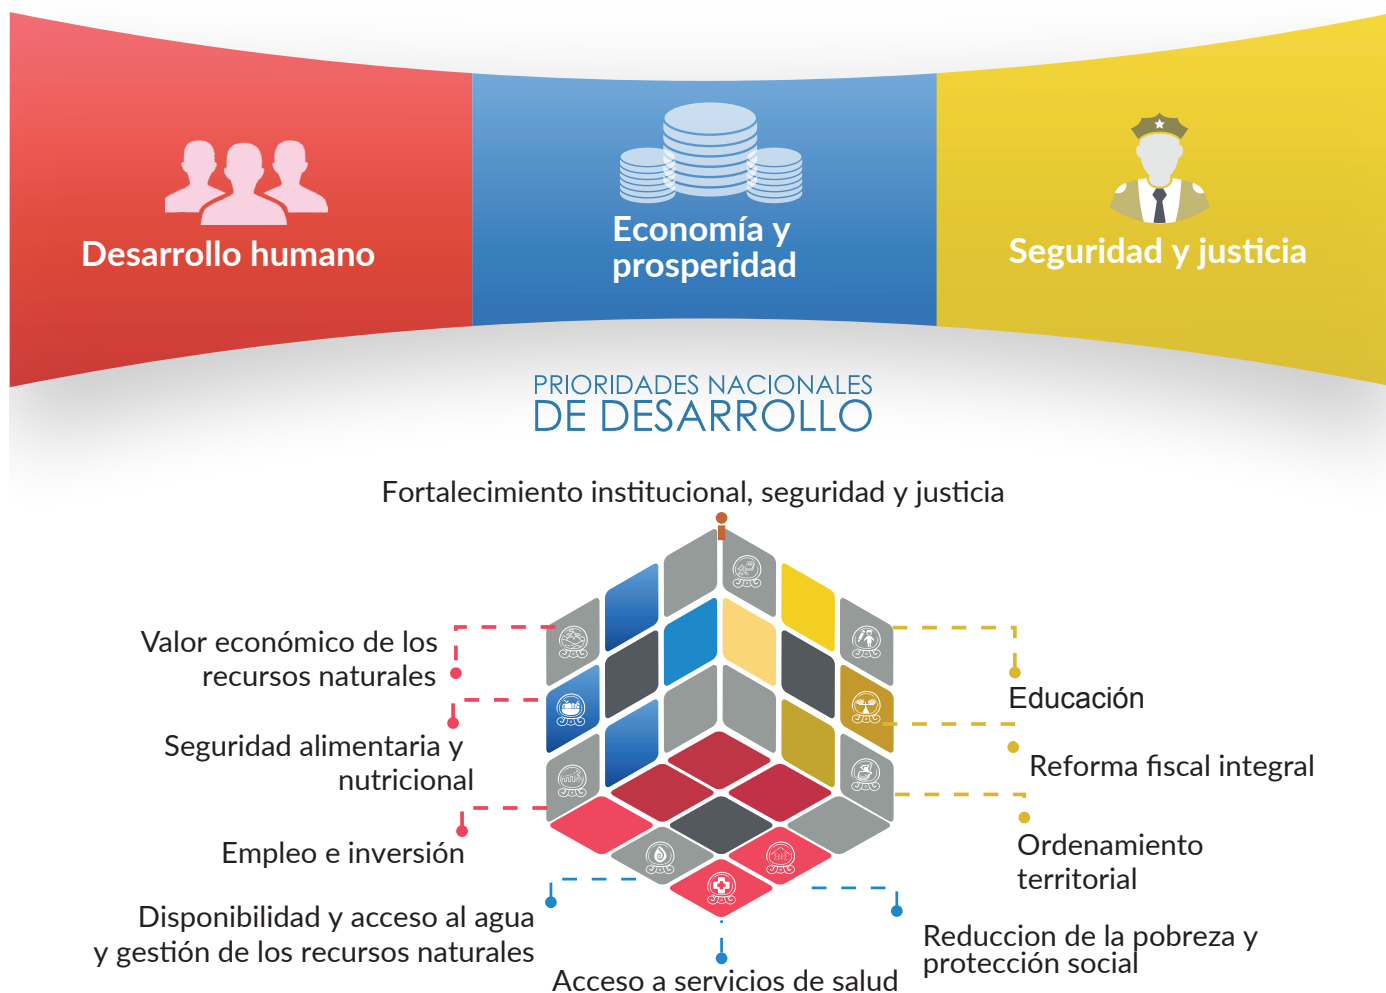 Desarrollo humano
Economía y
prosperidad
Seguridad y justicia
PRIORIDADES NACIONALES
DE DESARROLLO
Fortalecimiento institucional, seguridad y justicia
Valor económico de los
recursos naturales
Seguridad alimentaria y
nutricional
Empleo e inversión
Disponibilidad y acceso al agua
y gestión de los recursos naturales
Acceso a servicios de salud
Educación
Reforma fiscal integral
Ordenamiento
territorial
Reduccion de la pobreza y
protección social